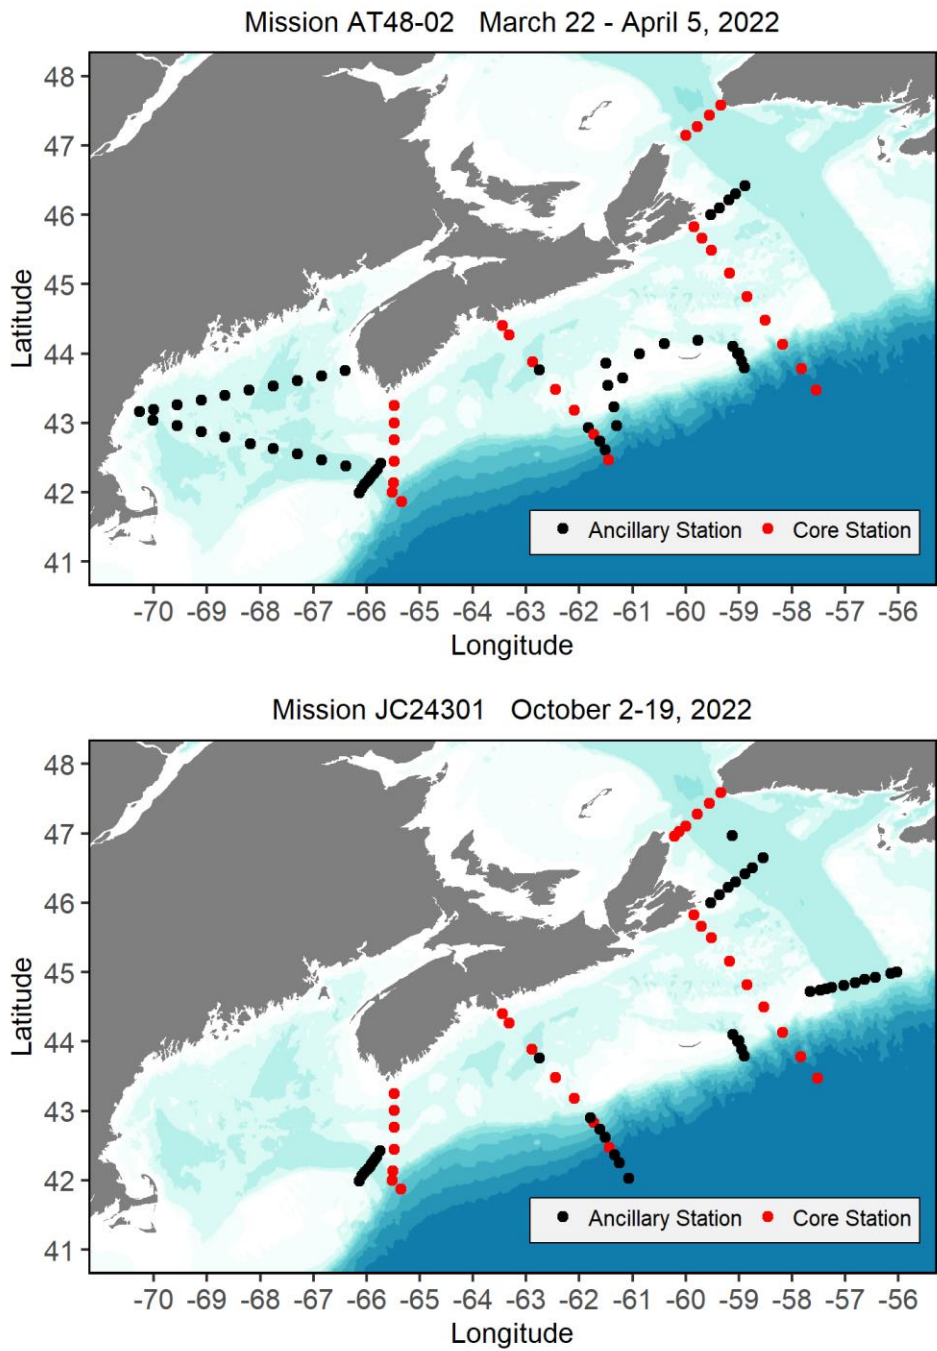 Mission AT48-02 March 22 - April 5, 2022
48
47
46
45
44
43
42
41
Latitude
Ancillary Station Core Station
-70 -69 -68 -67 -66 -65 -64 -63 -62 -61 -60 -59 -58 -57 -56
Longitude
Mission JC24301 October 2-19, 2022
48
47
46
45
44
43
42
41
Latitude
Ancillary Station Core Station
-70 -69 -68 -67 -66 -65 -64 -63 -62 -61 -60 -59 -58 -57 -56
Longitude